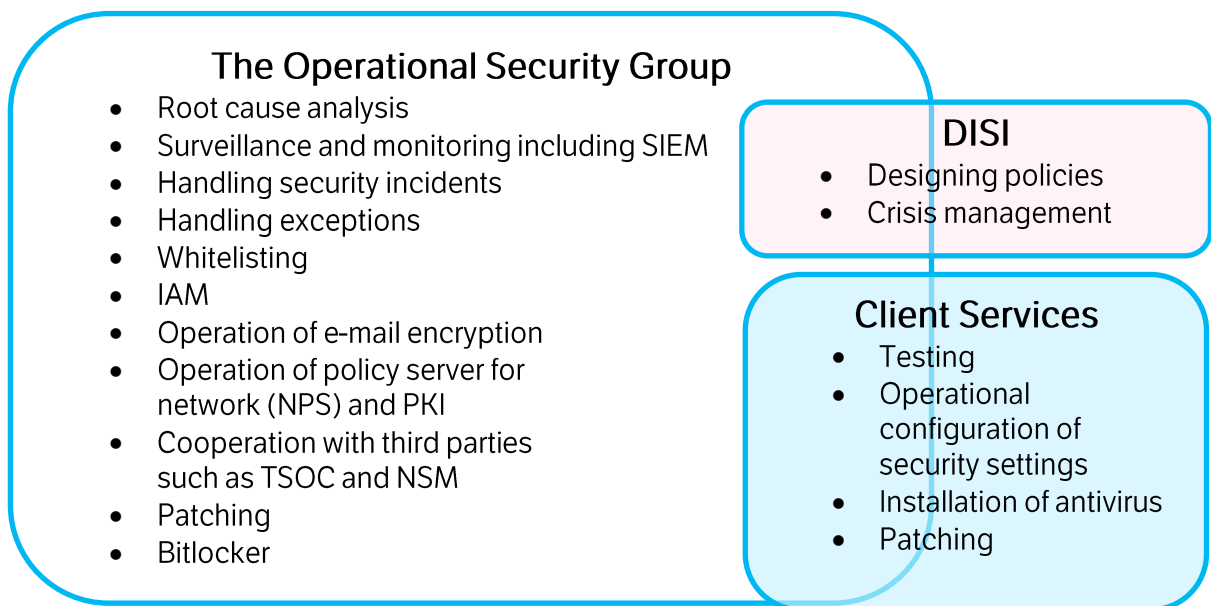 The Operational Security Group
• Root cause analysis
• Surveillance and monitoring including SIEM
• Handling security incidents
• Handling exceptions
• Whitelisting
• IAM
• Operation of e-mail encryption
• Operation of policy server for
network (NPS) and PKI
• Cooperation with third parties
such as TSOC and NSM
• Patching
• Bitlocker
DISI
• Designing policies
• Crisis management
Client Services
• Testing
• Operational
configuration of
security settings
• Installation of antivirus
• Patching